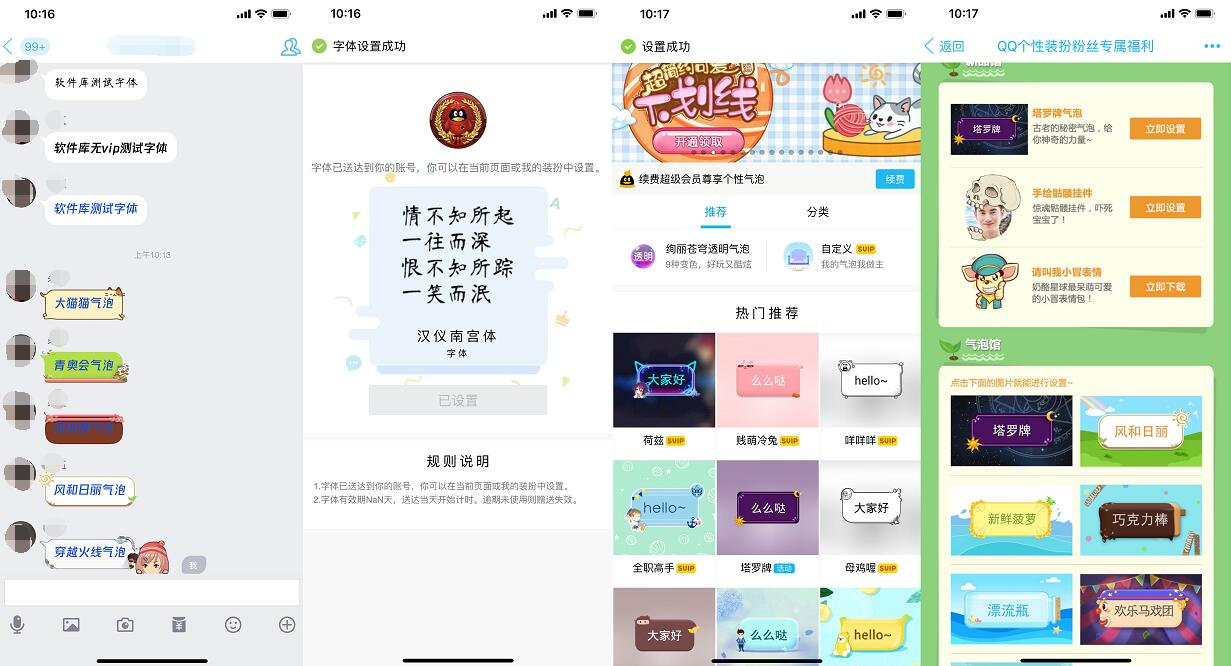 10:16
99+
软件库测试字体
软件库无vip测试字体
软件库测试字体
上午10:13
大猫猫气泡
青奥会气泡
风和日丽气泡
穿越火线气泡
我
10:16
字体设置成功
字体已送达到你的账号，你可以在当前页面或我的装扮中设置。
情不知所起
一往而深
恨不知所踪
一笑而泯
汉仪南宫体
字体
已设置
规则说明
1.字体已送达到你的账号，你可以在当前页面或我的装扮中设置。
2.字体有效期NaN天，送达当天开始计时。逾期未使用则赠送失效。
10:17
设置成功
超简约可爱
下划线
开通领取
续费超级会员尊享个性气泡
续费
推荐
分类
透明
绚丽苍穹透明气泡
9种变色，好玩又酷炫
自定义 SVIP
我的气泡我做主
热门推荐
大家好
么么哒
hello~
荷兹 SVIP
贱萌冷兔 SVIP
咩咩咩 SVIP
hello~
么么哒
大家好
全职高手 SVIP
塔罗牌 活动
母鸡喔 SVIP
大家好
么么哒
hello~
10:17
返回
QQ个性装扮粉丝专属福利
塔罗牌
塔罗牌气泡
古老的秘密气泡，给
你神奇的力量~
立即设置
手绘骷髅挂件
惊魂骷髅挂件，吓死
宝宝了！
立即设置
请叫我小冒表情
奶酪星球最呆萌可爱
的小冒表情包！
立即下载
气泡馆
点击下面的图片就能进行设置~
塔罗牌
风和日丽
新鲜菠萝
巧克力棒
漂流瓶
欢乐马戏团